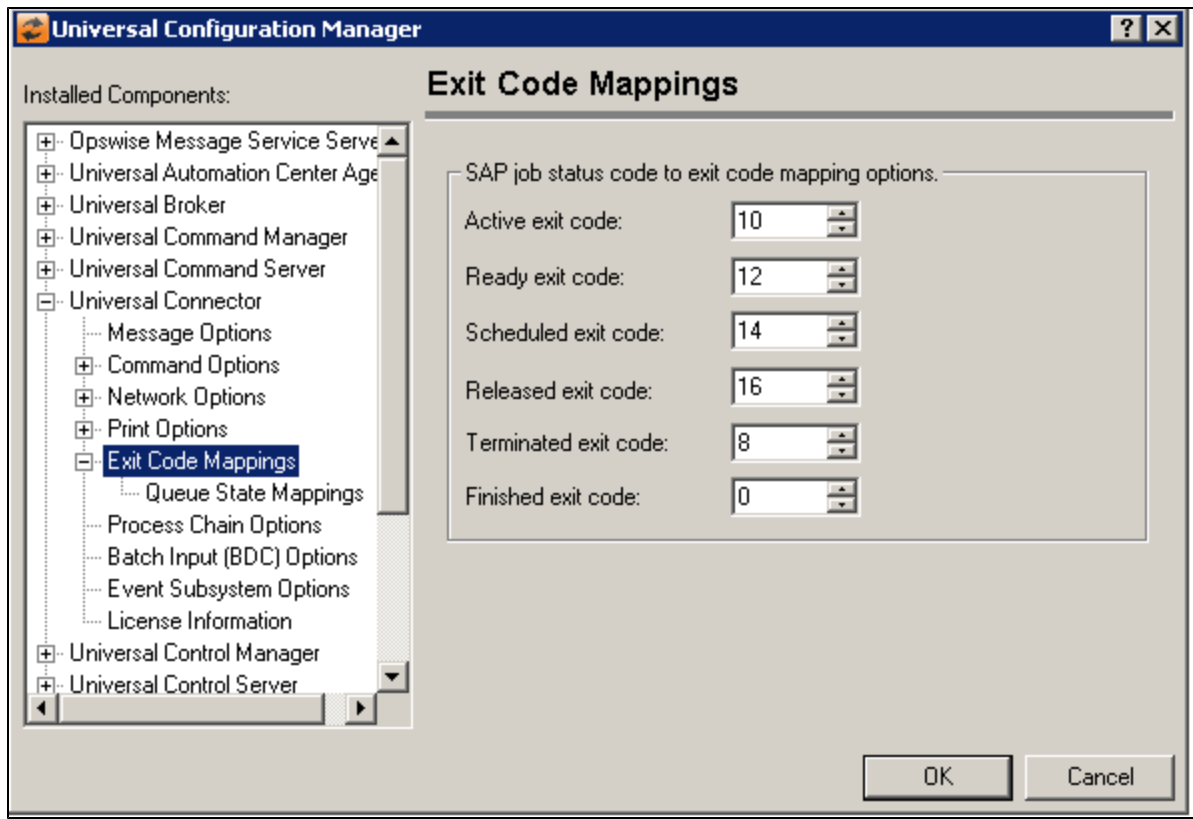 Universal Configuration Manager
Installed Components:
Opswise Message Service Serve
Universal Automation Center Age
Universal Broker
Universal Command Manager
Universal Command Server
Universal Connector
Message Options
Command Options
Network Options
Print Options
Exit Code Mappings
Queue State Mappings
Process Chain Options
Batch Input (BDC) Options
Event Subsystem Options
License Information
Universal Control Manager
Universal Control Server
Exit Code Mappings
SAP job status code to exit code mapping options.
Active exit code: 10
Ready exit code: 12
Scheduled exit code: 14
Released exit code: 16
Terminated exit code: 8
Finished exit code: 0
OK Cancel